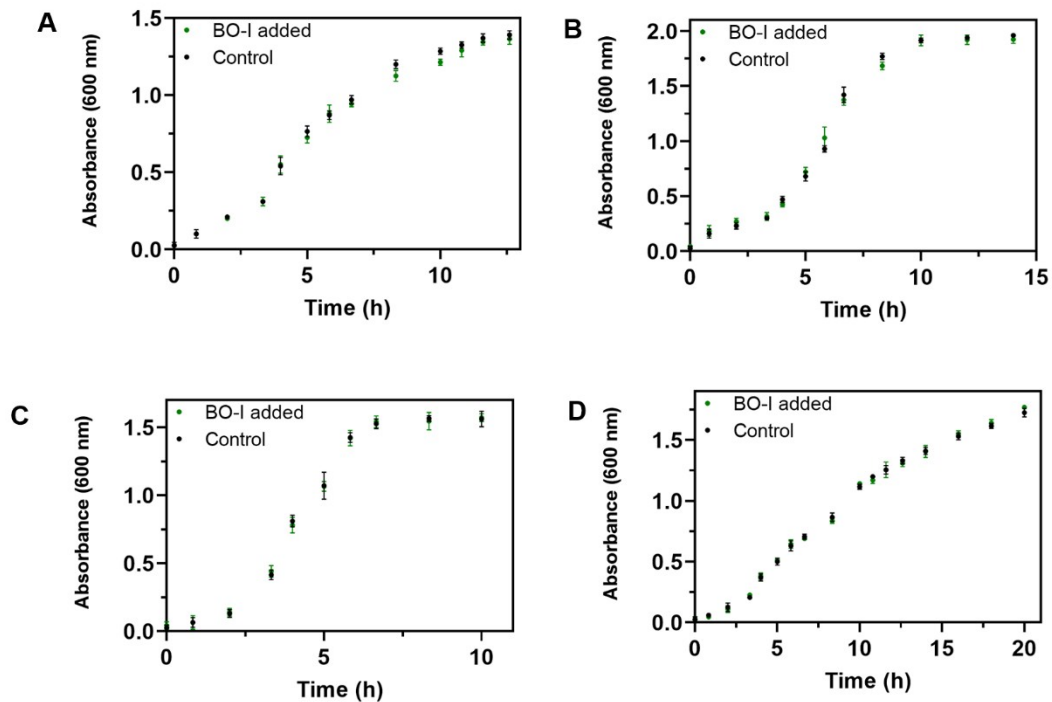 A
BO-I added
Control
1.5
1.0
0.5
0.0
Absorbance (600 nm)
0 5 10
Time (h)
B
BO-I added
Control
2.0
1.5
1.0
0.5
0.0
Absorbance (600 nm)
0 5 10 15
Time (h)
C
BO-I added
Control
1.5
1.0
0.5
0.0
Absorbance (600 nm)
0 5 10
Time (h)
D
BO-I added
Control
1.5
1.0
0.5
0.0
Absorbance (600 nm)
0 5 10 15 20
Time (h)